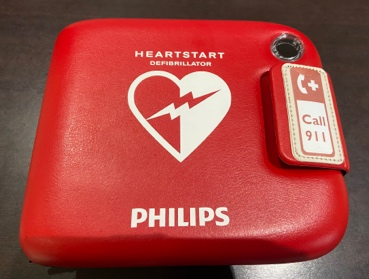 HEARTSTART
DEFIBRILLATOR
Call
911
PHILIPS